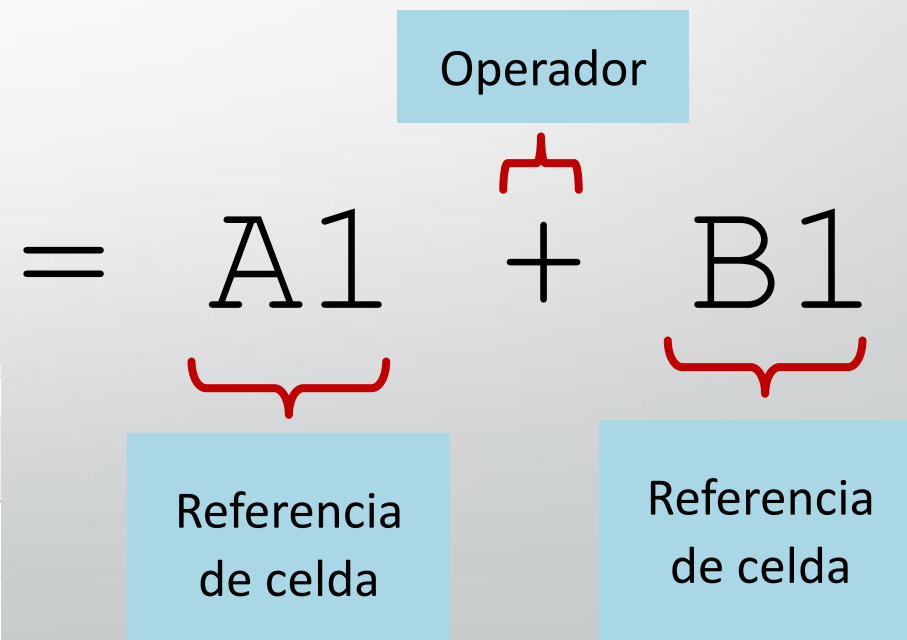 Operador
= A1 + B1
Referencia
de celda
Referencia
de celda